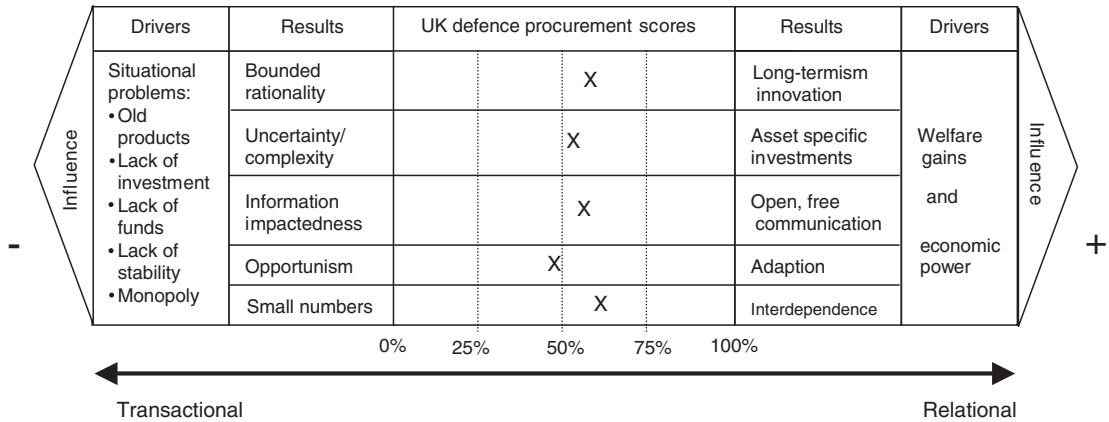 Drivers
Results
UK defence procurement scores
Results
Drivers
Influence
-
Situational
problems:
• Old
products
• Lack of
investment
• Lack of
funds
• Lack of
stability
• Monopoly
Bounded
rationality
X
Long-termism
innovation
Uncertainty/
complexity
X
Asset specific
investments
Information
impactedness
X
Open, free
communication
Opportunism
X
Adaption
Small numbers
X
Interdependence
Welfare
gains
and
economic
power
Influence
+
0%
25%
50%
75%
100%
Transactional
Relational